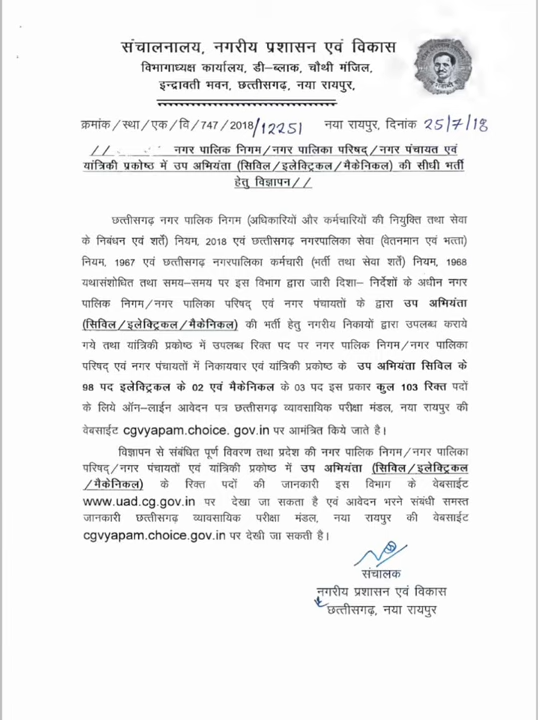 संचालनालय, नगरीय प्रशासन एवं विकास
विभागाध्यक्ष कार्यालय, डी–ब्लाक, चौथी मंजिल,
इन्द्रावती भवन, छत्तीसगढ़, नया रायपुर,
क्रमांक/स्था/एक/वि/747/2018/12251 नया रायपुर, दिनांक 25/7/18
// नगर पालिक निगम/नगर पालिका परिषद्/नगर पंचायत एवं
यांत्रिकी प्रकोष्ठ में उप अभियंता (सिविल/इलेक्ट्रिकल/मैकेनिकल) की सीधी भर्ती
हेतु विज्ञापन//
छत्तीसगढ़ नगर पालिक निगम (अधिकारियों और कर्मचारियों की नियुक्ति तथा सेवा
के निबंधन एवं शर्ते) नियम, 2018 एवं छत्तीसगढ़ नगरपालिका सेवा (वेतनमान एवं भत्ता)
नियम, 1967 एवं छत्तीसगढ़ नगरपालिका कर्मचारी (भर्ती तथा सेवा शर्ते) नियम, 1968
यथासंशोधित तथा समय–समय पर इस विभाग द्वारा जारी दिशा– निर्देशों के अधीन नगर
पालिक निगम/नगर पालिका परिषद् एवं नगर पंचायतों के द्वारा उप अभियंता
(सिविल/इलेक्ट्रिकल/मैकेनिकल) की भर्ती हेतु नगरीय निकायों द्वारा उपलब्ध कराये
गये तथा यांत्रिकी प्रकोष्ठ में उपलब्ध रिक्त पद पर नगर पालिक निगम/नगर पालिका
परिषद् एवं नगर पंचायतों में निकायवार एवं यांत्रिकी प्रकोष्ठ के उप अभियंता सिविल के
98 पद इलेक्ट्रिकल के 02 एवं मैकेनिकल के 03 पद इस प्रकार कुल 103 रिक्त पदों
के लिये ऑन–लाईन आवेदन पत्र छत्तीसगढ़ व्यावसायिक परीक्षा मंडल, नया रायपुर की
वेबसाईट cgvyapam.choice. gov.in पर आमंत्रित किये जाते है।
विज्ञापन से संबंधित पूर्ण विवरण तथा प्रदेश की नगर पालिक निगम/नगर पालिका
परिषद्/नगर पंचायतों एवं यांत्रिकी प्रकोष्ठ में उप अभियंता (सिविल/इलेक्ट्रिकल
/मैकेनिकल) के रिक्त पदों की जानकारी इस विभाग के वेबसाईट
www.uad.cg.gov.in पर देखा जा सकता है एवं आवेदन भरने संबंधी समस्त
जानकारी छत्तीसगढ़ व्यावसायिक परीक्षा मंडल, नया रायपुर की वेबसाईट
cgvyapam.choice.gov.in पर देखी जा सकती है।
संचालक
नगरीय प्रशासन एवं विकास
छत्तीसगढ़, नया रायपुर